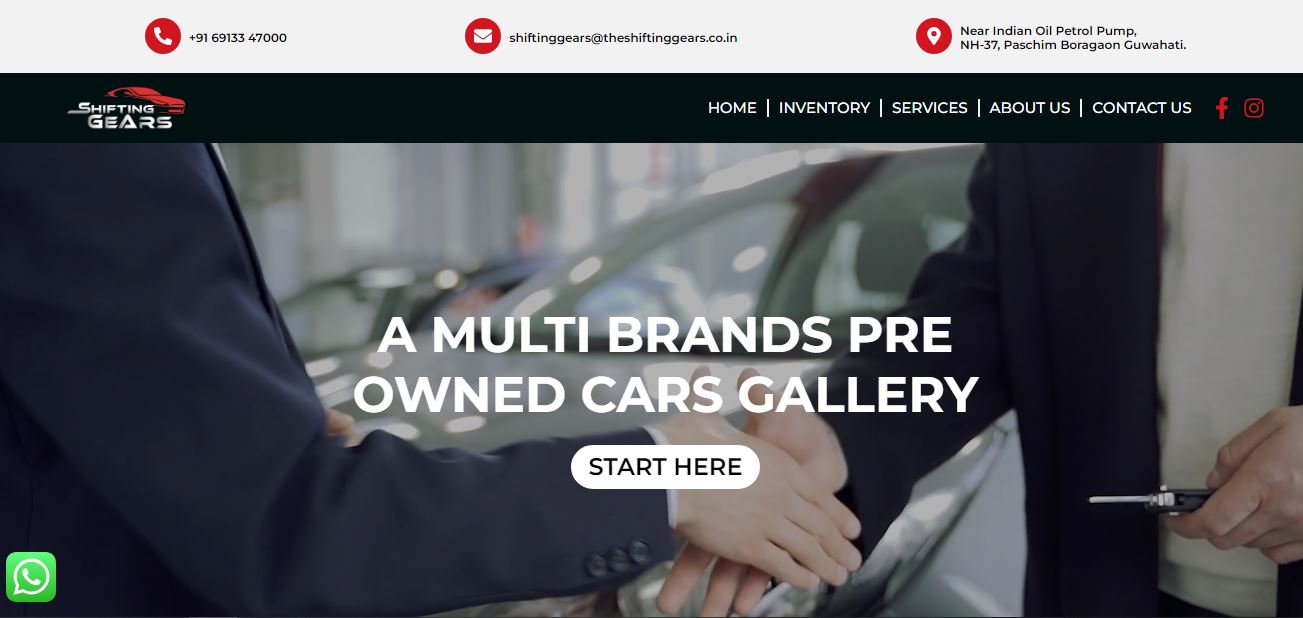 +91 69133 47000
shiftinggears@theshiftinggears.co.in
Near Indian Oil Petrol Pump,
NH-37, Paschim Boragaon Guwahati.
SHIFTING
GEARS
HOME
INVENTORY
SERVICES
ABOUT US
CONTACT US
A MULTI BRANDS PRE
OWNED CARS GALLERY
START HERE